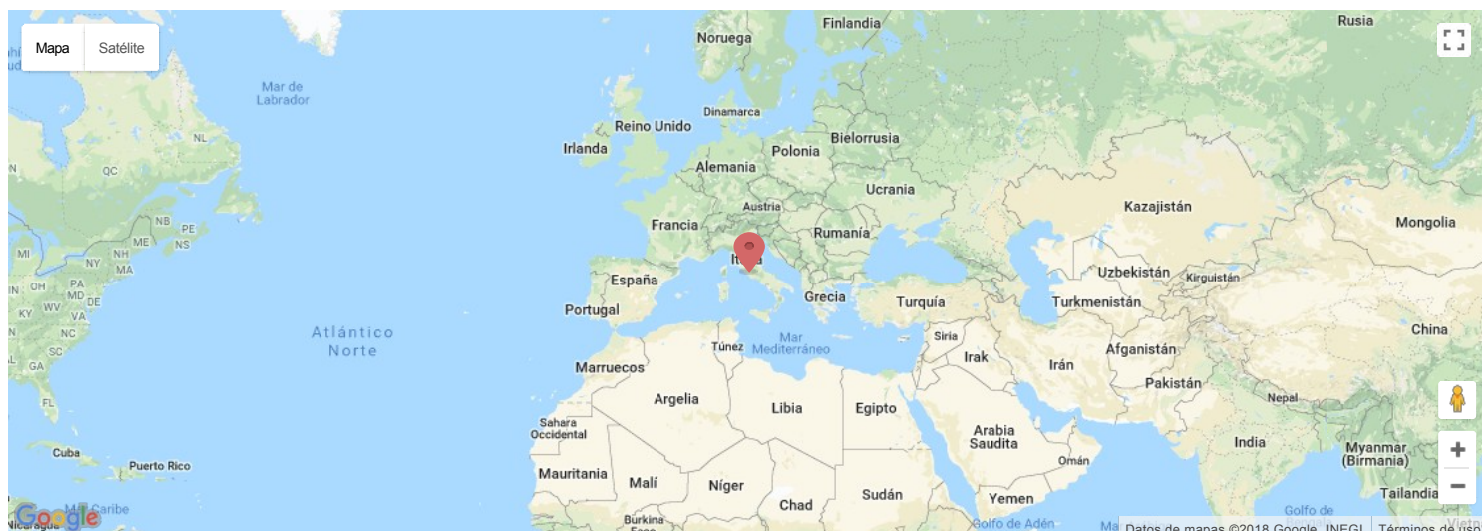 Mapa
Satélite
Finlandia
Rusia
Noruega
Mar de
Labrador
Dinamarca
Reino Unido
Irlanda
Bielorrusia
Polonia
Alemania
NL
QC
Ucrania
Austria
Kazajistán
Francia
Rumanía
Mongolia
NB
PE
ME
NS
MI
NH
NY
MA
España
Uzbekistán
Kirguistán
OH
PA
MD
DE
Portugal
Grecia
Turquía
Turkmenistán
KY
WV
VA
Atlántico
Norte
NC
China
Siria
Mar
Mediterráneo
Túnez
SC
Irak
Afganistán
Irán
GA
Marruecos
Pakistán
Argelia
Nepal
FL
Libia
Egipto
Sahara
Occidental
Arabia
Saudita
India
Myanmar
(Birmania)
Cuba
Omán
Puerto Rico
Mauritania
Malí
Níger
Sudán
Yemen
Tailandia
Chad
Google
Caribe
Burkina
Golfo de Adén
Golfo de
Datos de mapas ©2018 Google, INEGI
Términos de uso